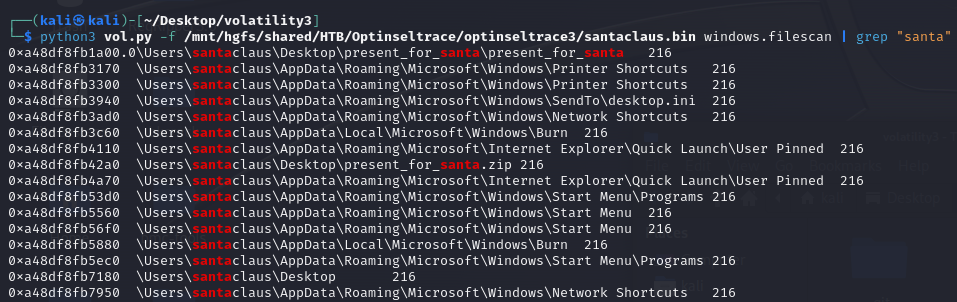 ┌──(kali㉿kali)-[~/Desktop/volatility3]
└─$ python3 vol.py -f /mnt/hgfs/shared/HTB/Optinseltrace/optinseltrace3/santaclaus.bin windows.filescan | grep "santa"
0×a48df8fb1a00.0\Users\santaclaus\Desktop\present_for_santa\present_for_santa 216
0×a48df8fb3170 \Users\santaclaus\AppData\Roaming\Microsoft\Windows\Printer Shortcuts 216
0×a48df8fb3300 \Users\santaclaus\AppData\Roaming\Microsoft\Windows\Printer Shortcuts 216
0×a48df8fb3940 \Users\santaclaus\AppData\Roaming\Microsoft\Windows\SendTo\desktop.ini 216
0×a48df8fb3ad0 \Users\santaclaus\AppData\Roaming\Microsoft\Windows\Network Shortcuts 216
0×a48df8fb3c60 \Users\santaclaus\AppData\Local\Microsoft\Windows\Burn 216
0×a48df8fb4110 \Users\santaclaus\AppData\Roaming\Microsoft\Internet Explorer\Quick Launch\User Pinned 216
0×a48df8fb42a0 \Users\santaclaus\Desktop\present_for_santa.zip 216
0×a48df8fb4a70 \Users\santaclaus\AppData\Roaming\Microsoft\Internet Explorer\Quick Launch\User Pinned 216
0×a48df8fb53d0 \Users\santaclaus\AppData\Roaming\Microsoft\Windows\Start Menu\Programs 216
0×a48df8fb5560 \Users\santaclaus\AppData\Roaming\Microsoft\Windows\Start Menu 216
0×a48df8fb56f0 \Users\santaclaus\AppData\Roaming\Microsoft\Windows\Start Menu 216
0×a48df8fb5880 \Users\santaclaus\AppData\Local\Microsoft\Windows\Burn 216
0×a48df8fb5ec0 \Users\santaclaus\AppData\Roaming\Microsoft\Windows\Start Menu\Programs 216
0×a48df8fb7180 \Users\santaclaus\Desktop 216
0×a48df8fb7950 \Users\santaclaus\AppData\Roaming\Microsoft\Windows\Network Shortcuts 216